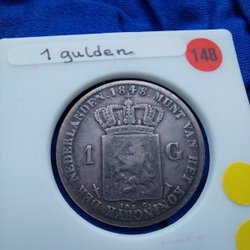 1 gulden
148
MUNT VAN HET KONINGRIJK DER NEDERLANDEN. 1848
1 G